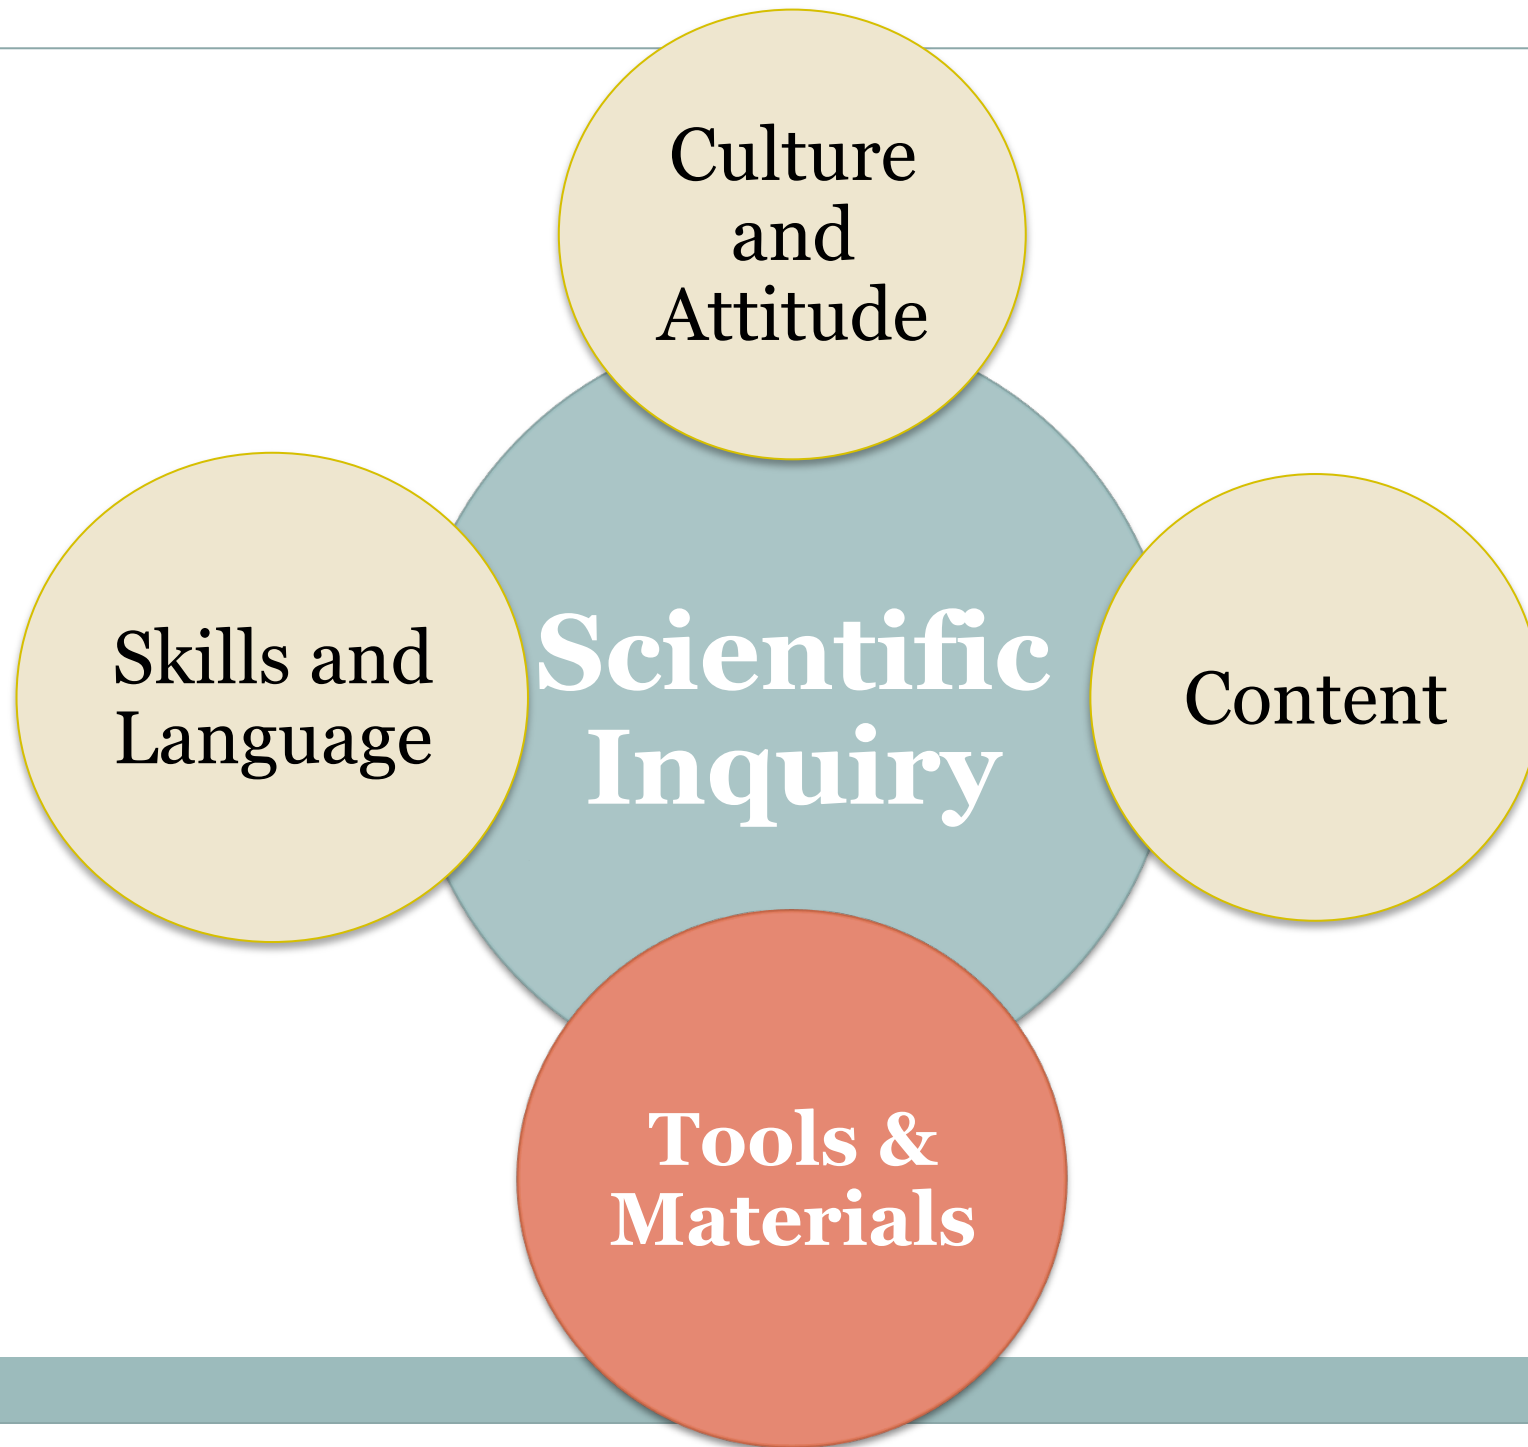 Culture
and
Attitude
Skills and
Language
Scientific
Inquiry
Content
Tools &
Materials